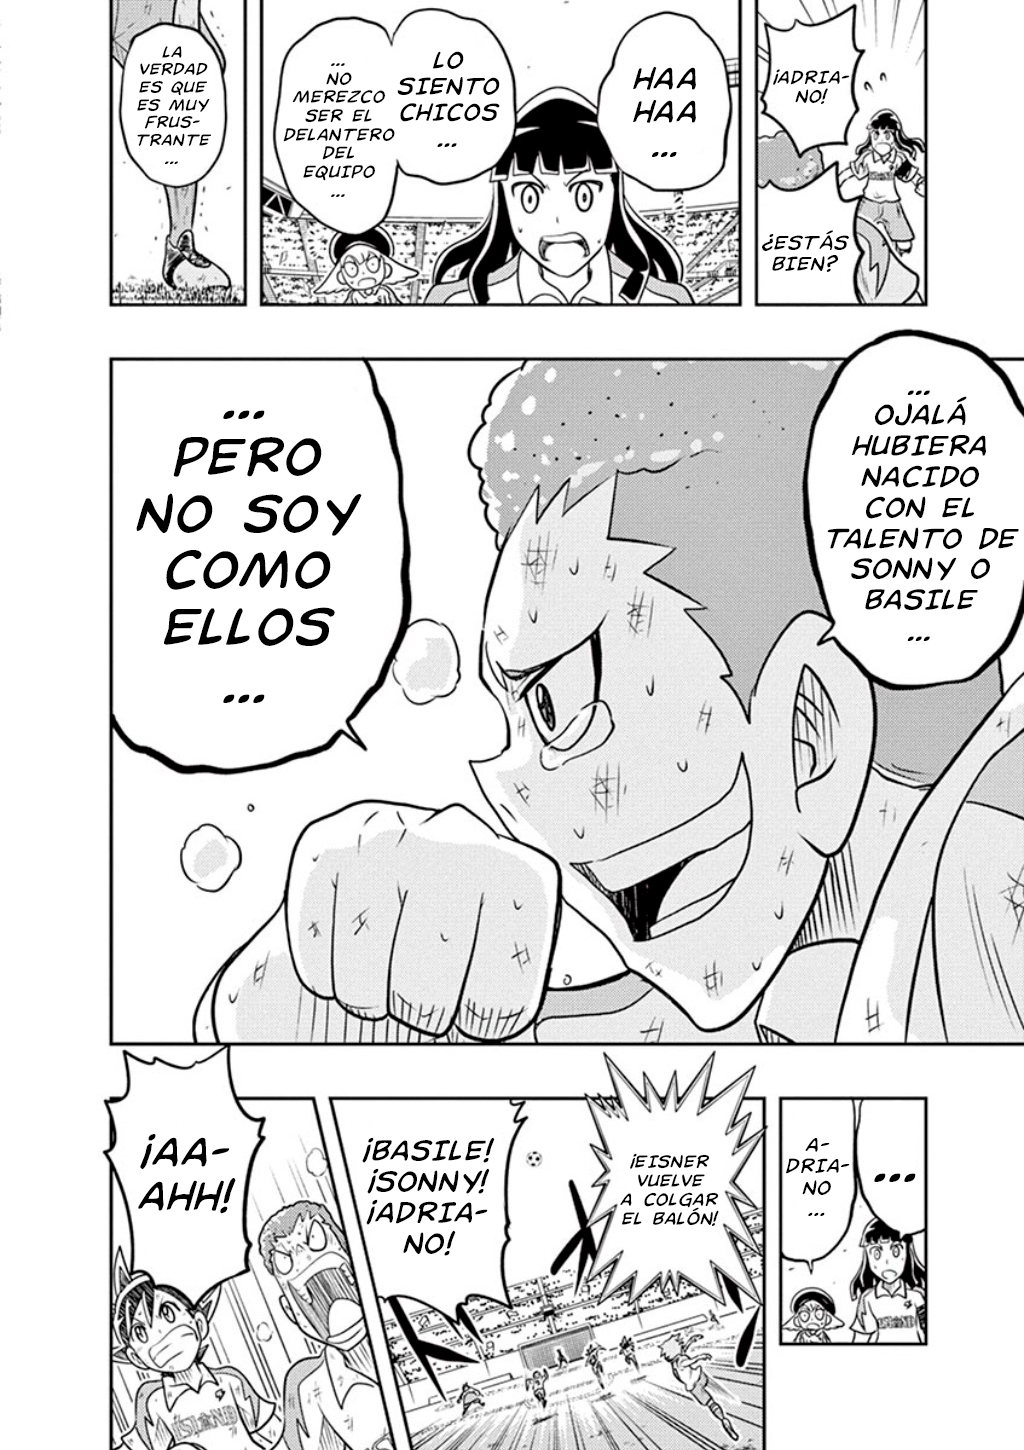 ¡ADRIA-
NO!
¿ESTÁS
BIEN?
HAA
HAA
...
LO
SIENTO
CHICOS
...
...
NO
MEREZCO
SER EL
DELANTERO
DEL
EQUIPO
...
LA
VERDAD
ES QUE
ES MUY
FRUS-
TRANTE
...
...
OJALÁ
HUBIERA
NACIDO
CON EL
TALENTO DE
SONNY O
BASILE
...
...
PERO
NO SOY
COMO
ELLOS
...
...
A-
DRIA-
NO
...
ISLAND
¡EISNER
VUELVE
A COLGAR
EL BALÓN!
¡BASILE!
¡SONNY!
¡ADRIA-
NO!
¡AA-
AHH!
ISLAND